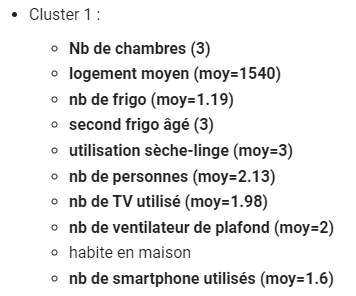 Cluster 1 :
Nb de chambres (3)
logement moyen (moy=1540)
nb de frigo (moy=1.19)
second frigo âgé (3)
utilisation sèche-linge (moy=3)
nb de personnes (moy=2.13)
nb de TV utilisé (moy=1.98)
nb de ventilateur de plafond (moy=2)
habite en maison
nb de smartphone utilisés (moy=1.6)